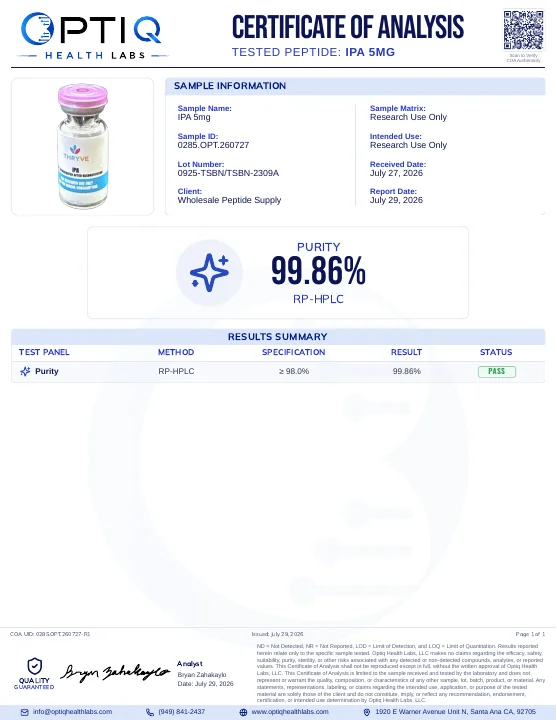 OPTIQ
HEALTH LABS
CERTIFICATE OF ANALYSIS
TESTED PEPTIDE: IPA 5MG
Scan to Verify
COA Authenticity
SAMPLE INFORMATION
THRYVE
IPA
Sample Name:
IPA 5mg
Sample ID:
0285.OPT.260727
Lot Number:
0925-TSBN/TSBN-2309A
Client:
Wholesale Peptide Supply
Sample Matrix:
Research Use Only
Intended Use:
Research Use Only
Received Date:
July 27, 2026
Report Date:
July 29, 2026
PURITY
99.86%
RP-HPLC
RESULTS SUMMARY
TEST PANEL METHOD SPECIFICATION RESULT STATUS
Purity RP-HPLC ≥ 98.0% 99.86% PASS
COA UID: 0285.OPT.260727-R1 Issued: July 29, 2026 Page 1 of 1
QUALITY
GUARANTEED
Bryan Zahakaylo
Analyst
Bryan Zahakaylo
Date: July 29, 2026
ND = Not Detected, NR = Not Reported, LOD = Limit of Detection, and LOQ = Limit of Quantitation. Results reported
herein relate only to the specific sample tested. Optiq Health Labs, LLC makes no claims regarding the efficacy, safety,
suitability, purity, sterility, or other risks associated with any detected or non-detected compounds, analytes, or reported
values. This Certificate of Analysis shall not be reproduced except in full, without the written approval of Optiq Health
Labs, LLC. This Certificate of Analysis is limited to the sample received and tested by the laboratory and does not
represent or warrant the quality, composition, or characteristics of any other sample, lot, batch, product, or material. Any
statements, representations, labeling, or claims regarding the intended use, application, or purpose of the tested
material are solely those of the client and do not constitute, imply, or reflect any recommendation, endorsement,
certification, or intended use determination by Optiq Health Labs, LLC.
info@optiqhealthlabs.com (949) 841-2437 www.optiqhealthlabs.com 1920 E Warner Avenue Unit N, Santa Ana CA, 92705